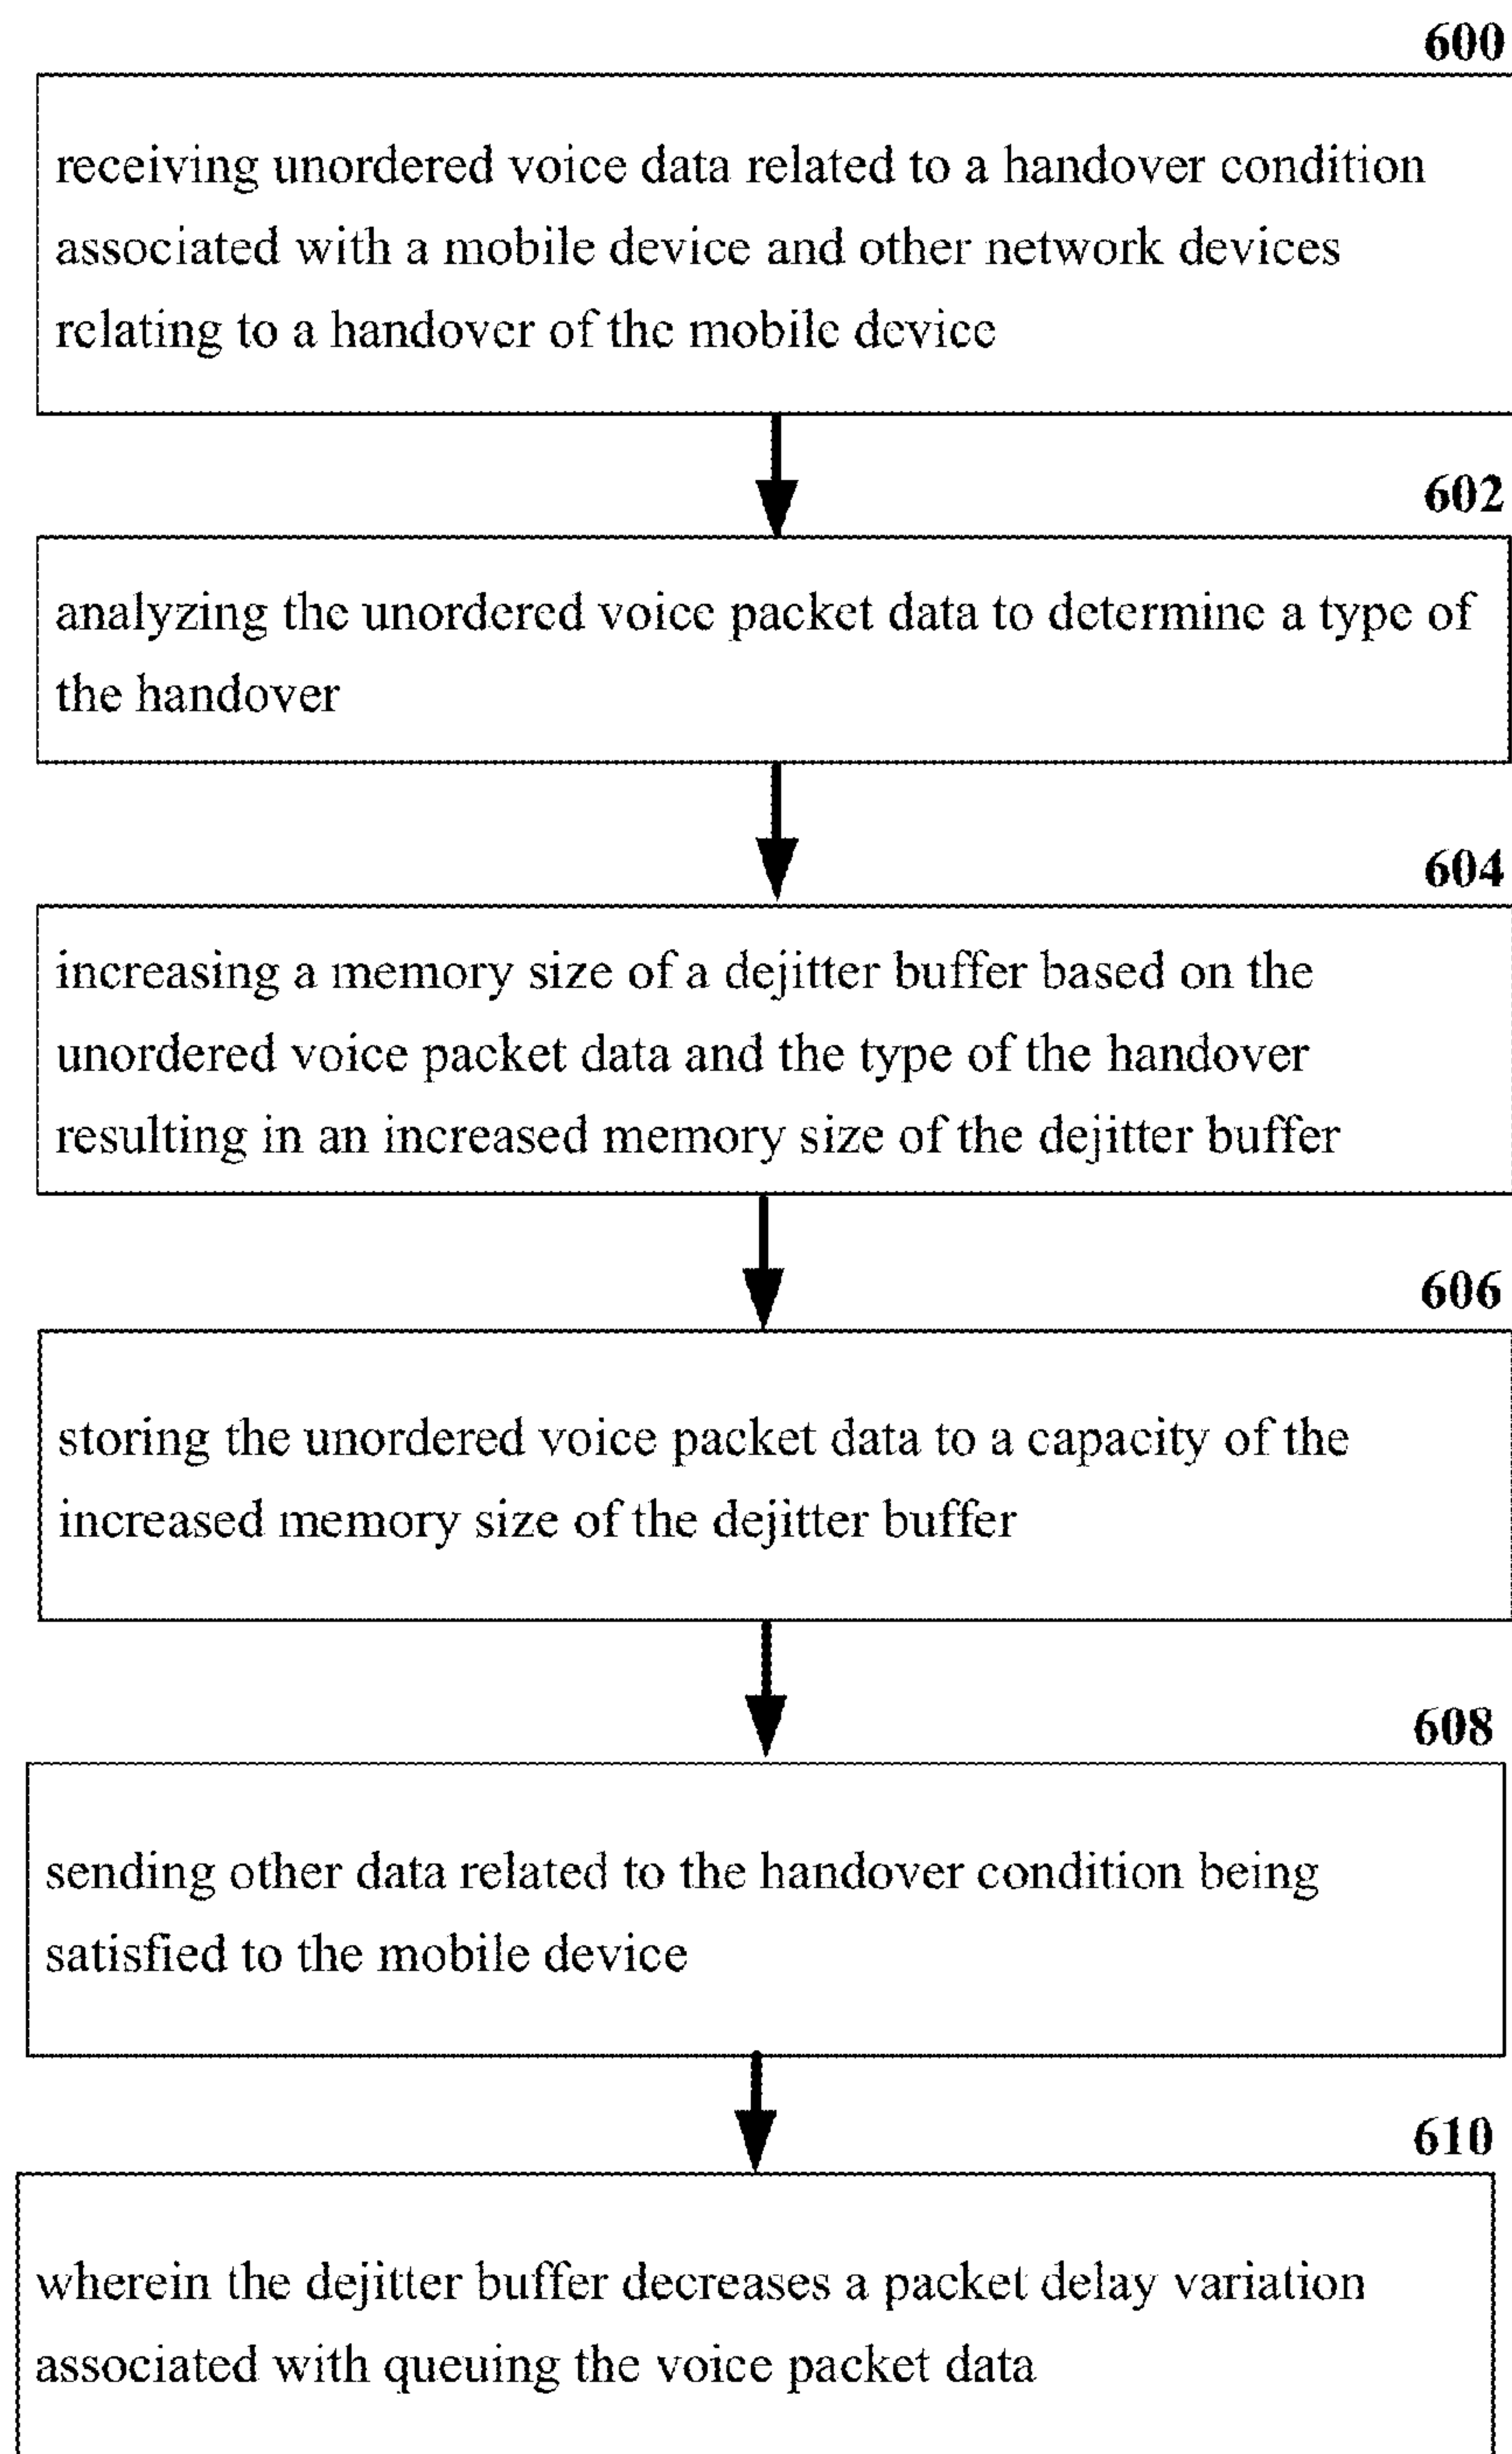 600
receiving unordered voice data related to a handover condition
associated with a mobile device and other network devices
relating to a handover of the mobile device
602
analyzing the unordered voice packet data to determine a type of
the handover
604
increasing a memory size of a dejitter buffer based on the
unordered voice packet data and the type of the handover
resulting in an increased memory size of the dejitter buffer
606
storing the unordered voice packet data to a capacity of the
increased memory size of the dejitter buffer
608
sending other data related to the handover condition being
satisfied to the mobile device
610
wherein the dejitter buffer decreases a packet delay variation
associated with queuing the voice packet data